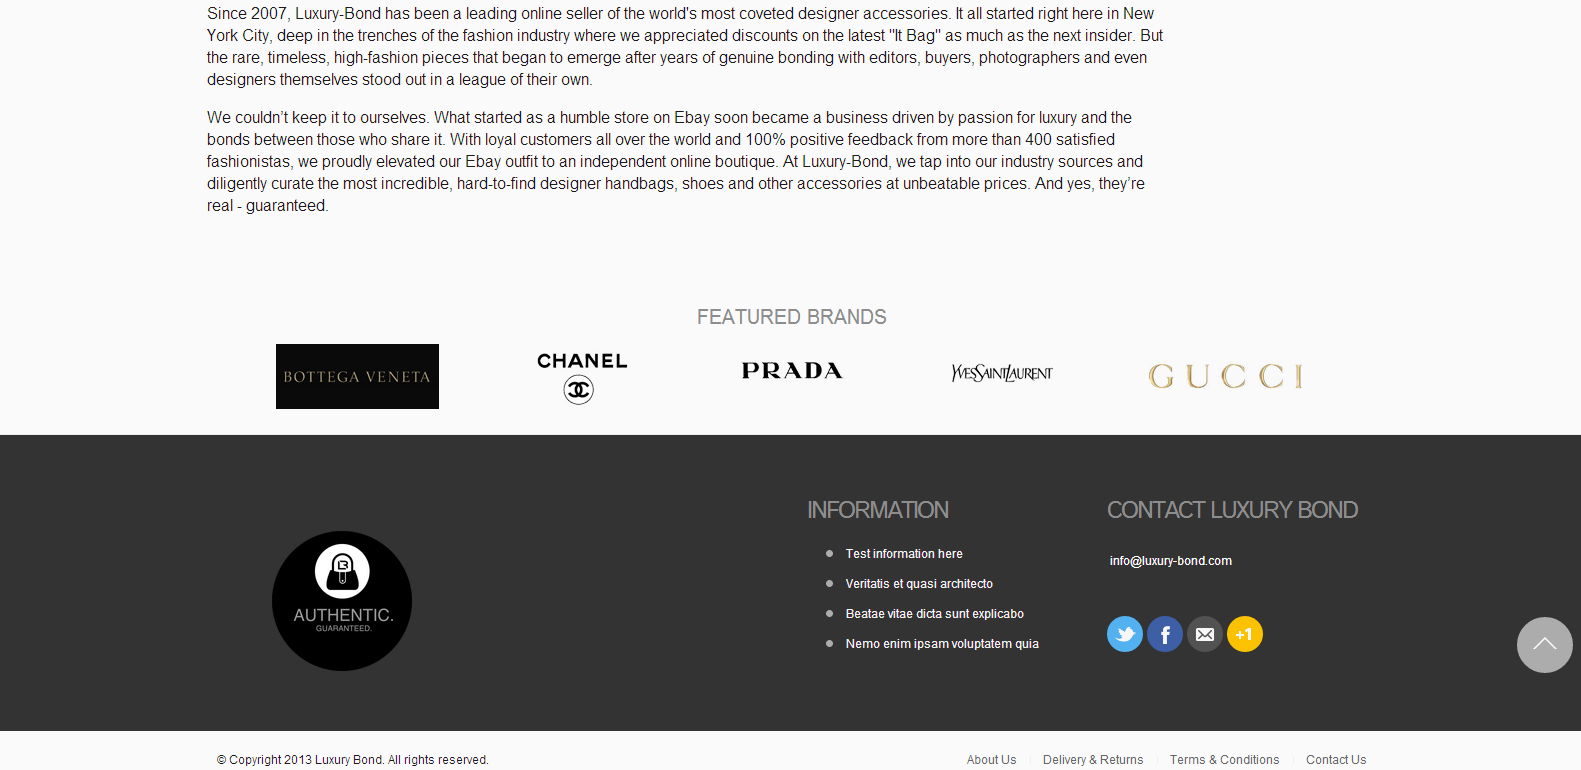 Since 2007, Luxury-Bond has been a leading online seller of the world's most coveted designer accessories. It all started right here in New
York City, deep in the trenches of the fashion industry where we appreciated discounts on the latest "It Bag" as much as the next insider. But
the rare, timeless, high-fashion pieces that began to emerge after years of genuine bonding with editors, buyers, photographers and even
designers themselves stood out in a league of their own.
We couldn’t keep it to ourselves. What started as a humble store on Ebay soon became a business driven by passion for luxury and the
bonds between those who share it. With loyal customers all over the world and 100% positive feedback from more than 400 satisfied
fashionistas, we proudly elevated our Ebay outfit to an independent online boutique. At Luxury-Bond, we tap into our industry sources and
diligently curate the most incredible, hard-to-find designer handbags, shoes and other accessories at unbeatable prices. And yes, they’re
real - guaranteed.
FEATURED BRANDS
BOTTEGA VENETA
CHANEL
PRADA
YVESSAINTLAURENT
GUCCI
AUTHENTIC.
GUARANTEED.
INFORMATION
Test information here
Veritatis et quasi architecto
Beatae vitae dicta sunt explicabo
Nemo enim ipsam voluptatem quia
CONTACT LUXURY BOND
info@luxury-bond.com
+1
© Copyright 2013 Luxury Bond. All rights reserved.
About Us
Delivery & Returns
Terms & Conditions
Contact Us